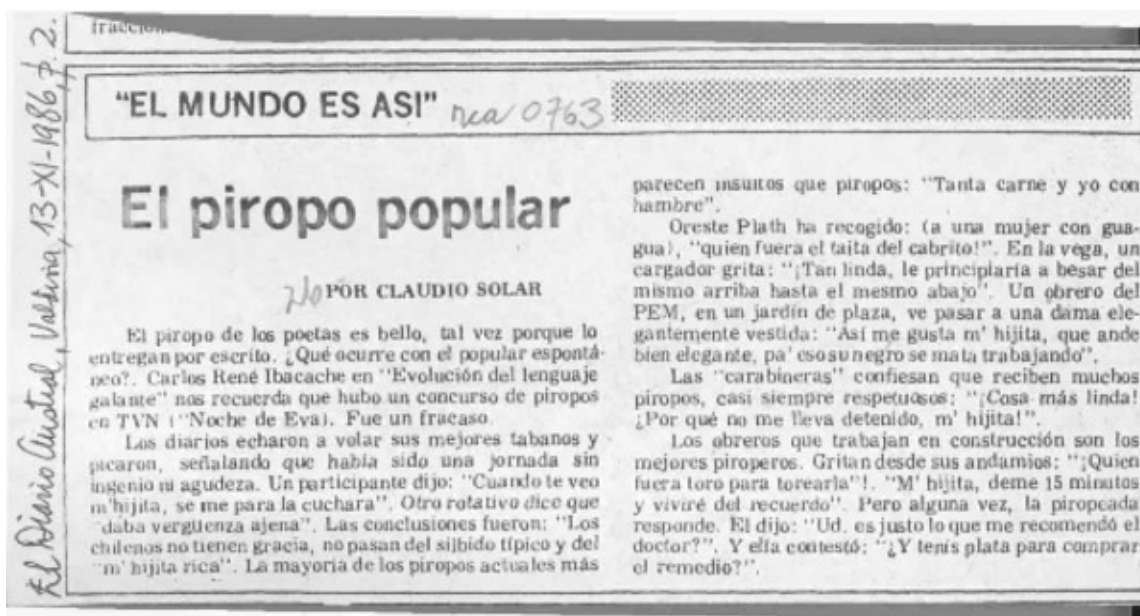 El Diario Austral, Valdivia, 13-XI-1986, p. 2.
"EL MUNDO ES ASI"
nca 0763
El piropo popular
POR CLAUDIO SOLAR
El piropo de los poetas es bello, tal vez porque lo
entregan por escrito. ¿Qué ocurre con el popular espontá-
neo?. Carlos René Ibacache en "Evolución del lenguaje
galante" nos recuerda que hubo un concurso de piropos
en TVN ("Noche de Eva). Fue un fracaso.
Los diarios echaron a volar sus mejores tabanos y
picaron, señalando que había sido una jornada sin
ingenio ni agudeza. Un participante dijo: "Cuando te veo
m'hijita, se me para la cuchara". Otro rotativo dice que
"daba vergüenza ajena". Las conclusiones fueron: "Los
chilenos no tienen gracia, no pasan del silbido típico y del
"m' hijita rica". La mayoría de los piropos actuales más
parecen insultos que piropos: "Tanta carne y yo con
hambre".
Oreste Plath ha recogido: (a una mujer con gua-
gua), "quien fuera el taita del cabrito!". En la vega, un
cargador grita: "¡Tan linda, le principiaría a besar del
mismo arriba hasta el mesmo abajo". Un obrero del
PEM, en un jardín de plaza, ve pasar a una dama ele-
gantemente vestida: "Así me gusta m' hijita, que ande
bien elegante, pa' eso su negro se mata trabajando".
Las "carabineras" confiesan que reciben muchos
piropos, casi siempre respetuosos: "¡Cosa más linda!
¿Por qué no me lleva detenido, m' hijita!".
Los obreros que trabajan en construcción son los
mejores piroperos. Gritan desde sus andamios: "¡Quien
fuera toro para torearla"!. "M' hijita, deme 15 minutos
y viviré del recuerdo". Pero alguna vez, la piropeada
responde. El dijo: "Ud. es justo lo que me recomendó el
doctor?". Y ella contestó: "¿Y tenís plata para comprar
el remedio?".